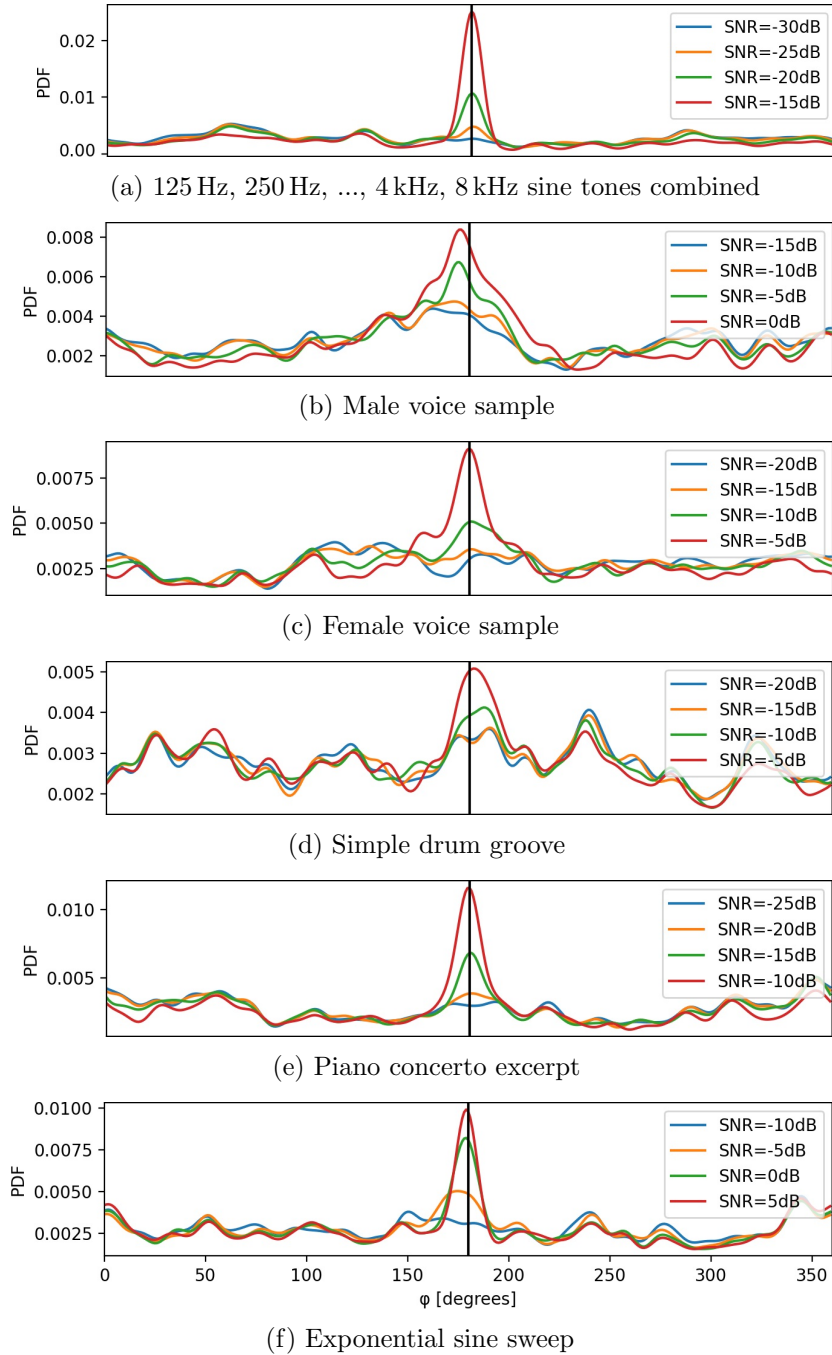 0.02
0.01
0.00
PDF
SNR=-30dB
SNR=-25dB
SNR=-20dB
SNR=-15dB
(a) 125 Hz, 250 Hz, ..., 4 kHz, 8 kHz sine tones combined
0.008
0.006
0.004
0.002
PDF
SNR=-15dB
SNR=-10dB
SNR=-5dB
SNR=0dB
(b) Male voice sample
0.0075
0.0050
0.0025
PDF
SNR=-20dB
SNR=-15dB
SNR=-10dB
SNR=-5dB
(c) Female voice sample
0.005
0.004
0.003
0.002
PDF
SNR=-20dB
SNR=-15dB
SNR=-10dB
SNR=-5dB
(d) Simple drum groove
0.010
0.005
PDF
SNR=-25dB
SNR=-20dB
SNR=-15dB
SNR=-10dB
(e) Piano concerto excerpt
0.0100
0.0075
0.0050
0.0025
PDF
SNR=-10dB
SNR=-5dB
SNR=0dB
SNR=5dB
0 50 100 150 200 250 300 350
φ [degrees]
(f) Exponential sine sweep